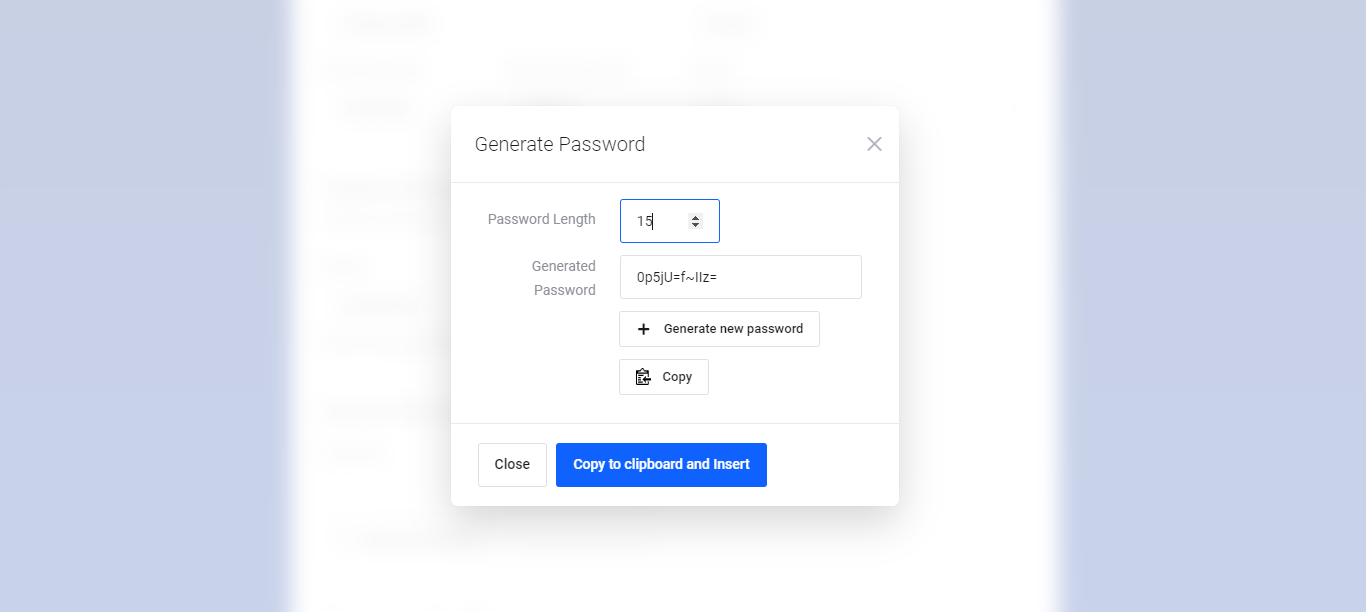 Generate Password
Password Length
15
Generated
Password
0p5jU=f~IIz=
Generate new password
Copy
Close
Copy to clipboard and Insert